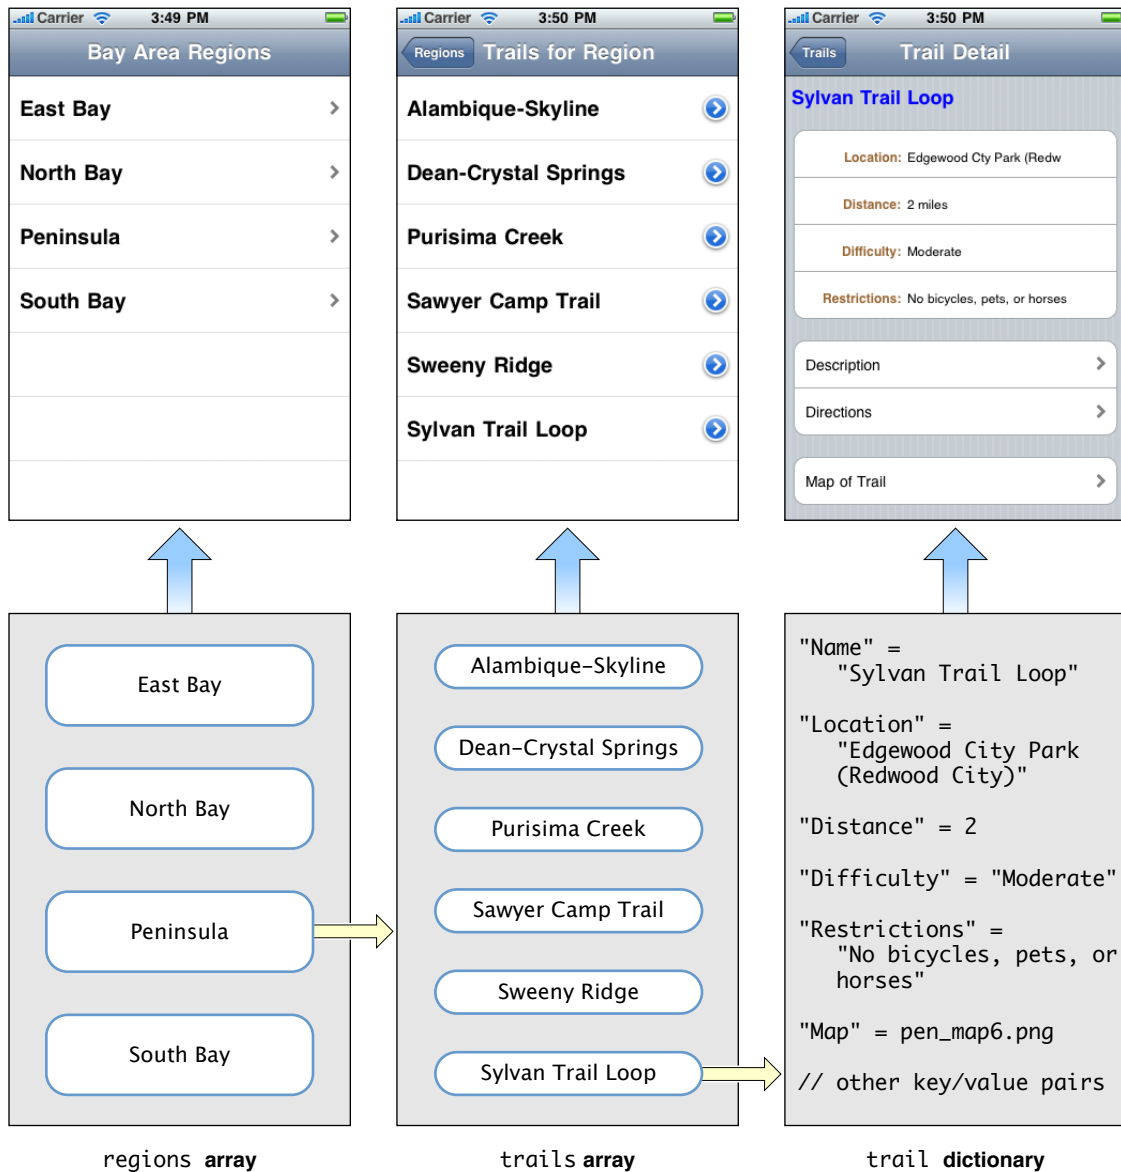 Carrier 3:49 PM
Bay Area Regions
East Bay
North Bay
Peninsula
South Bay
Carrier 3:50 PM
Regions Trails for Region
Alambique-Skyline
Dean-Crystal Springs
Purisima Creek
Sawyer Camp Trail
Sweeny Ridge
Sylvan Trail Loop
Carrier 3:50 PM
Trails Trail Detail
Sylvan Trail Loop
Location: Edgewood Cty Park (Redw
Distance: 2 miles
Difficulty: Moderate
Restrictions: No bicycles, pets, or horses
Description
Directions
Map of Trail
East Bay
North Bay
Peninsula
South Bay
regions array
Alambique-Skyline
Dean-Crystal Springs
Purisima Creek
Sawyer Camp Trail
Sweeny Ridge
Sylvan Trail Loop
trails array
"Name" =
"Sylvan Trail Loop"
"Location" =
"Edgewood City Park
(Redwood City)"
"Distance" = 2
"Difficulty" = "Moderate"
"Restrictions" =
"No bicycles, pets, or
horses"
"Map" = pen_map6.png
// other key/value pairs
trail dictionary